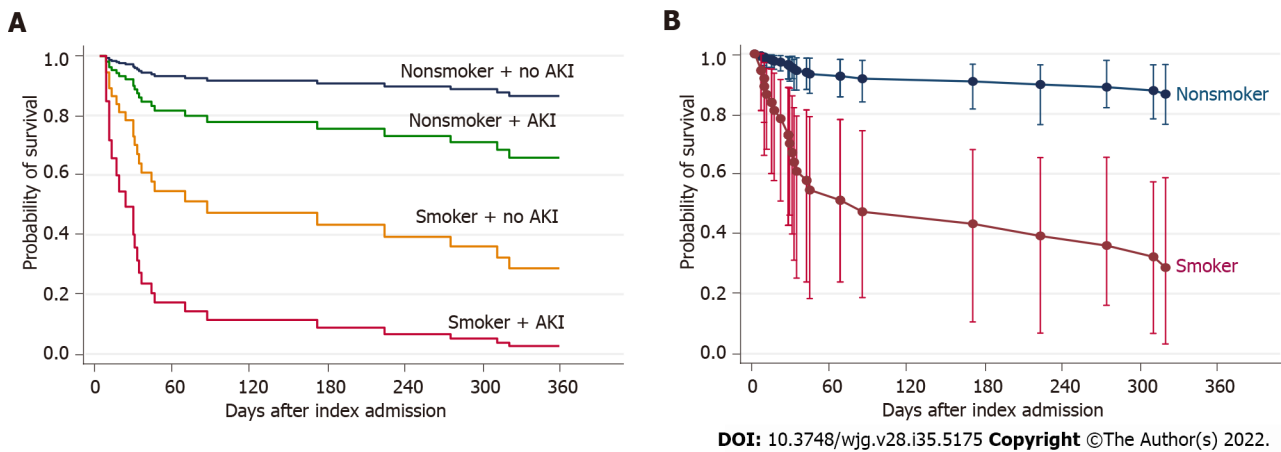 A
Probability of survival
1.0
0.8
0.6
0.4
0.2
0.0
Nonsmoker + no AKI
Nonsmoker + AKI
Smoker + no AKI
Smoker + AKI
0 60 120 180 240 300 360
Days after index admission
B
Probability of survival
1.0
0.8
0.6
0.4
0.2
0.0
Nonsmoker
Smoker
0 60 120 180 240 300 360
Days after index admission
DOI: 10.3748/wjg.v28.i35.5175 Copyright ©The Author(s) 2022.